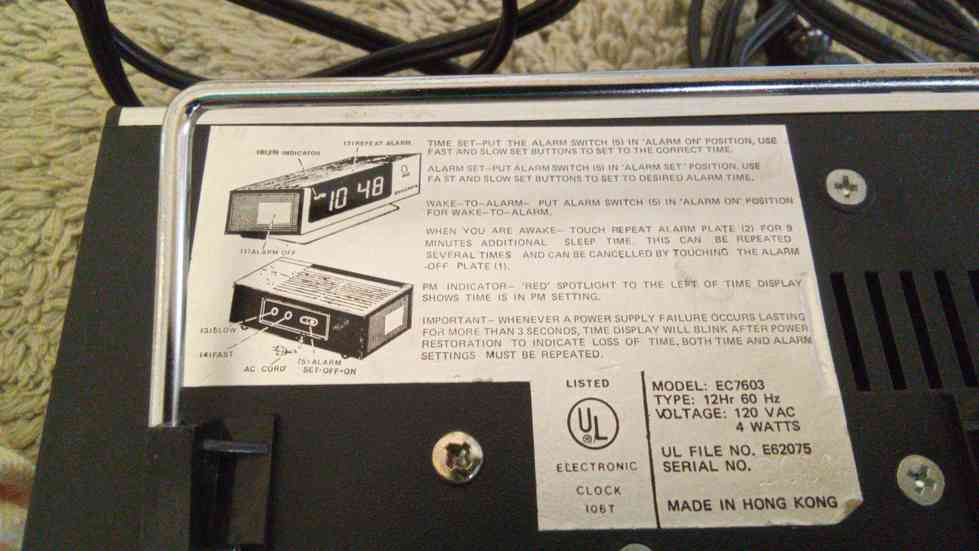 (2) REPEAT ALARM
PM INDICATOR
10 48
(1) ALARM OFF
(3) SLOW
(4) FAST
AC CORD
(5) ALARM
SET-OFF-ON
TIME SET–PUT THE ALARM SWITCH (5) IN 'ALARM ON' POSITION, USE
FAST AND SLOW SET BUTTONS TO SET TO THE CORRECT TIME.
ALARM SET–PUT ALARM SWITCH (5) IN 'ALARM SET' POSITION, USE
FAST AND SLOW SET BUTTONS TO SET TO DESIRED ALARM TIME.
WAKE–TO–ALARM– PUT ALARM SWITCH (5) IN 'ALARM ON' POSITION
FOR WAKE–TO–ALARM.
WHEN YOU ARE AWAKE– TOUCH REPEAT ALARM PLATE (2) FOR 9
MINUTES ADDITIONAL SLEEP TIME. THIS CAN BE REPEATED
SEVERAL TIMES AND CAN BE CANCELLED BY TOUCHING THE ALARM
-OFF PLATE (1).
PM INDICATOR– 'RED' SPOTLIGHT TO THE LEFT OF TIME DISPLAY
SHOWS TIME IS IN PM SETTING.
IMPORTANT– WHENEVER A POWER SUPPLY FAILURE OCCURS LASTING
FOR MORE THAN 3 SECONDS, TIME DISPLAY WILL BLINK AFTER POWER
RESTORATION TO INDICATE LOSS OF TIME, BOTH TIME AND ALARM
SETTINGS MUST BE REPEATED.
LISTED
UL
®
ELECTRONIC
CLOCK
106T
MODEL: EC7603
TYPE: 12Hr 60 Hz
VOLTAGE: 120 VAC
4 WATTS
UL FILE NO. E62075
SERIAL NO.
MADE IN HONG KONG